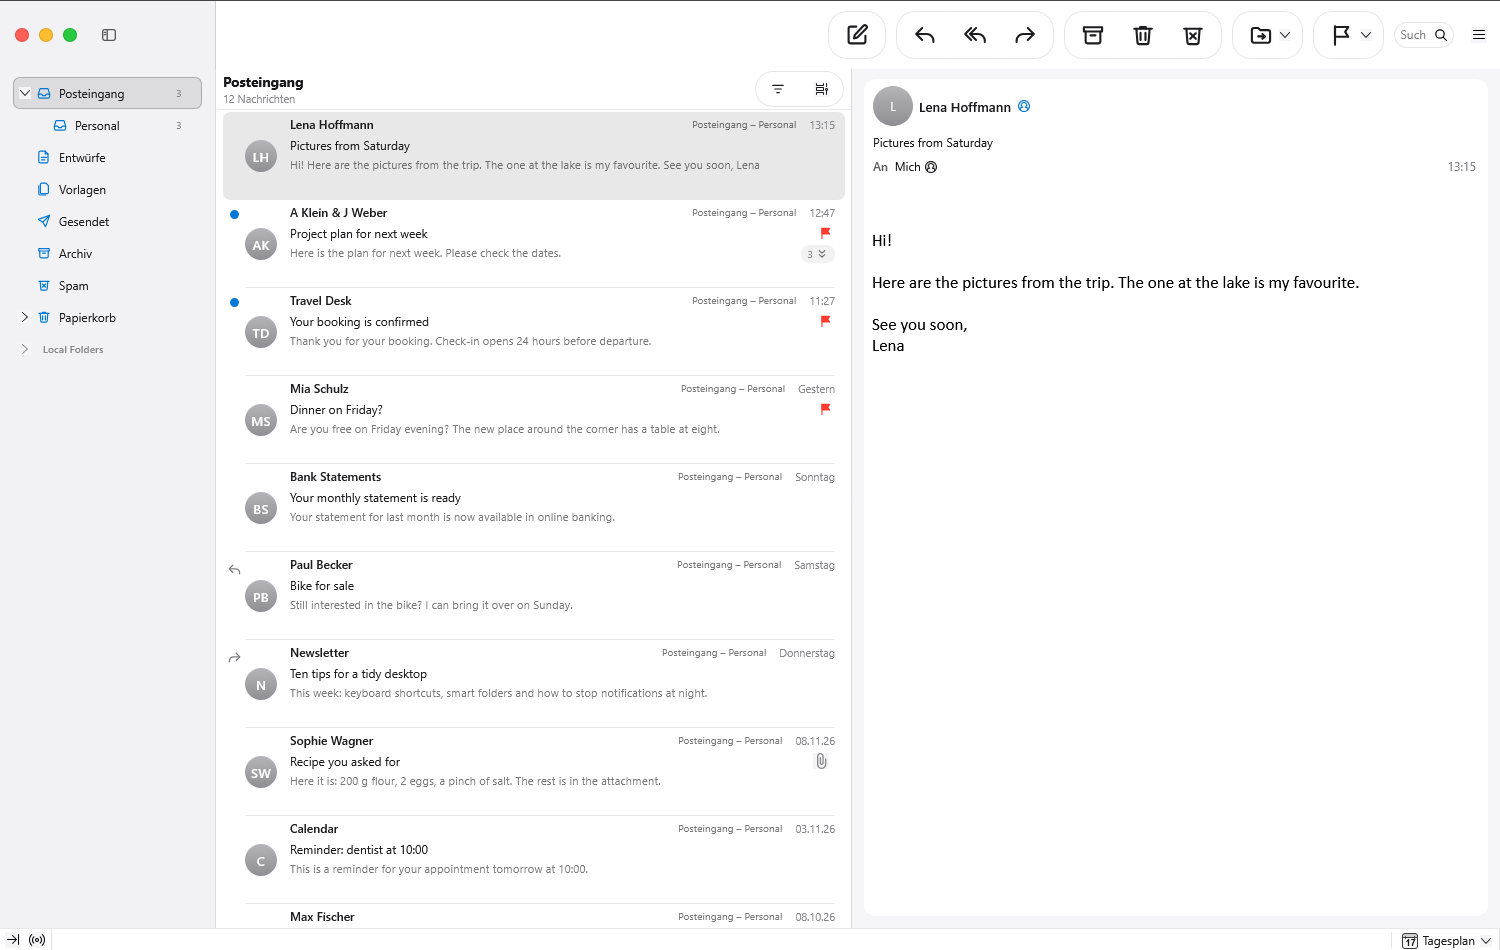 Such
Posteingang 3
Personal 3
Entwürfe
Vorlagen
Gesendet
Archiv
Spam
Papierkorb
Local Folders
Posteingang
12 Nachrichten
LH
Lena Hoffmann Posteingang – Personal 13:15
Pictures from Saturday
Hi! Here are the pictures from the trip. The one at the lake is my favourite. See you soon, Lena
AK
A Klein & J Weber Posteingang – Personal 12:47
Project plan for next week
Here is the plan for next week. Please check the dates. 3
TD
Travel Desk Posteingang – Personal 11:27
Your booking is confirmed
Thank you for your booking. Check-in opens 24 hours before departure.
MS
Mia Schulz Posteingang – Personal Gestern
Dinner on Friday?
Are you free on Friday evening? The new place around the corner has a table at eight.
BS
Bank Statements Posteingang – Personal Sonntag
Your monthly statement is ready
Your statement for last month is now available in online banking.
PB
Paul Becker Posteingang – Personal Samstag
Bike for sale
Still interested in the bike? I can bring it over on Sunday.
N
Newsletter Posteingang – Personal Donnerstag
Ten tips for a tidy desktop
This week: keyboard shortcuts, smart folders and how to stop notifications at night.
SW
Sophie Wagner Posteingang – Personal 08.11.26
Recipe you asked for
Here it is: 200 g flour, 2 eggs, a pinch of salt. The rest is in the attachment.
C
Calendar Posteingang – Personal 03.11.26
Reminder: dentist at 10:00
This is a reminder for your appointment tomorrow at 10:00.
Max Fischer Posteingang – Personal 08.10.26
L
Lena Hoffmann
Pictures from Saturday
An Mich 13:15
Hi!
Here are the pictures from the trip. The one at the lake is my favourite.
See you soon,
Lena
17 Tagesplan